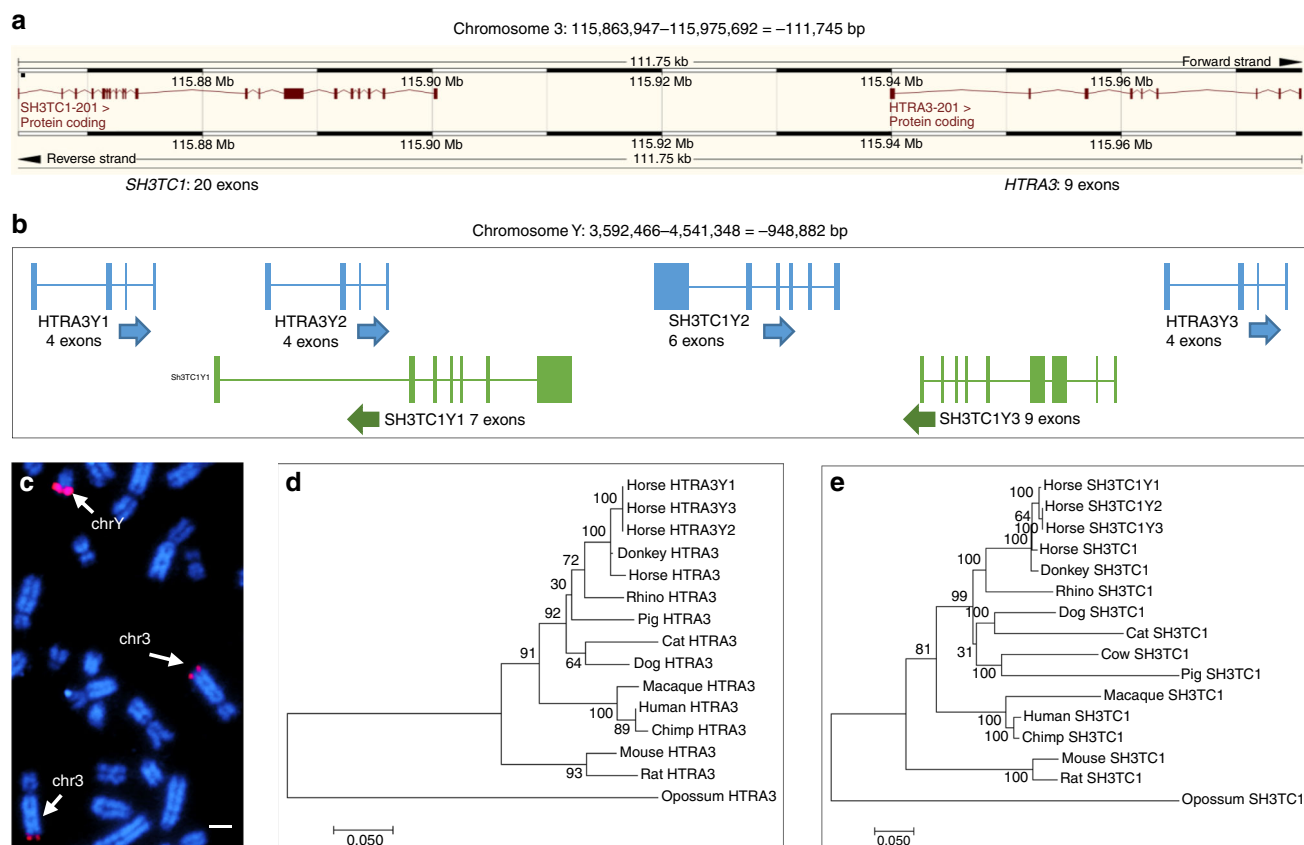 a
Chromosome 3: 115,863,947–115,975,692 = –111,745 bp
111.75 kb
Forward strand
115.88 Mb 115.90 Mb 115.92 Mb 115.94 Mb 115.96 Mb
SH3TC1-201 >
Protein coding
HTRA3-201 >
Protein coding
115.88 Mb 115.90 Mb 115.92 Mb 115.94 Mb 115.96 Mb
Reverse strand
111.75 kb
SH3TC1: 20 exons
HTRA3: 9 exons
b
Chromosome Y: 3,592,466–4,541,348 = –948,882 bp
HTRA3Y1
4 exons
HTRA3Y2
4 exons
SH3TC1Y2
6 exons
HTRA3Y3
4 exons
Sh3TC1Y1
SH3TC1Y1 7 exons
SH3TC1Y3 9 exons
c
chrY
chr3
chr3
d
Horse HTRA3Y1
Horse HTRA3Y3
Horse HTRA3Y2
Donkey HTRA3
Horse HTRA3
Rhino HTRA3
Pig HTRA3
Cat HTRA3
Dog HTRA3
Macaque HTRA3
Human HTRA3
Chimp HTRA3
Mouse HTRA3
Rat HTRA3
Opossum HTRA3
100
100
72
30
92
64
91
100
89
93
0.050
e
Horse SH3TC1Y1
Horse SH3TC1Y2
Horse SH3TC1Y3
Horse SH3TC1
Donkey SH3TC1
Rhino SH3TC1
Dog SH3TC1
Cat SH3TC1
Cow SH3TC1
Pig SH3TC1
Macaque SH3TC1
Human SH3TC1
Chimp SH3TC1
Mouse SH3TC1
Rat SH3TC1
Opossum SH3TC1
100
64
100
100
100
99
100
31
100
81
100
100
100
0.050